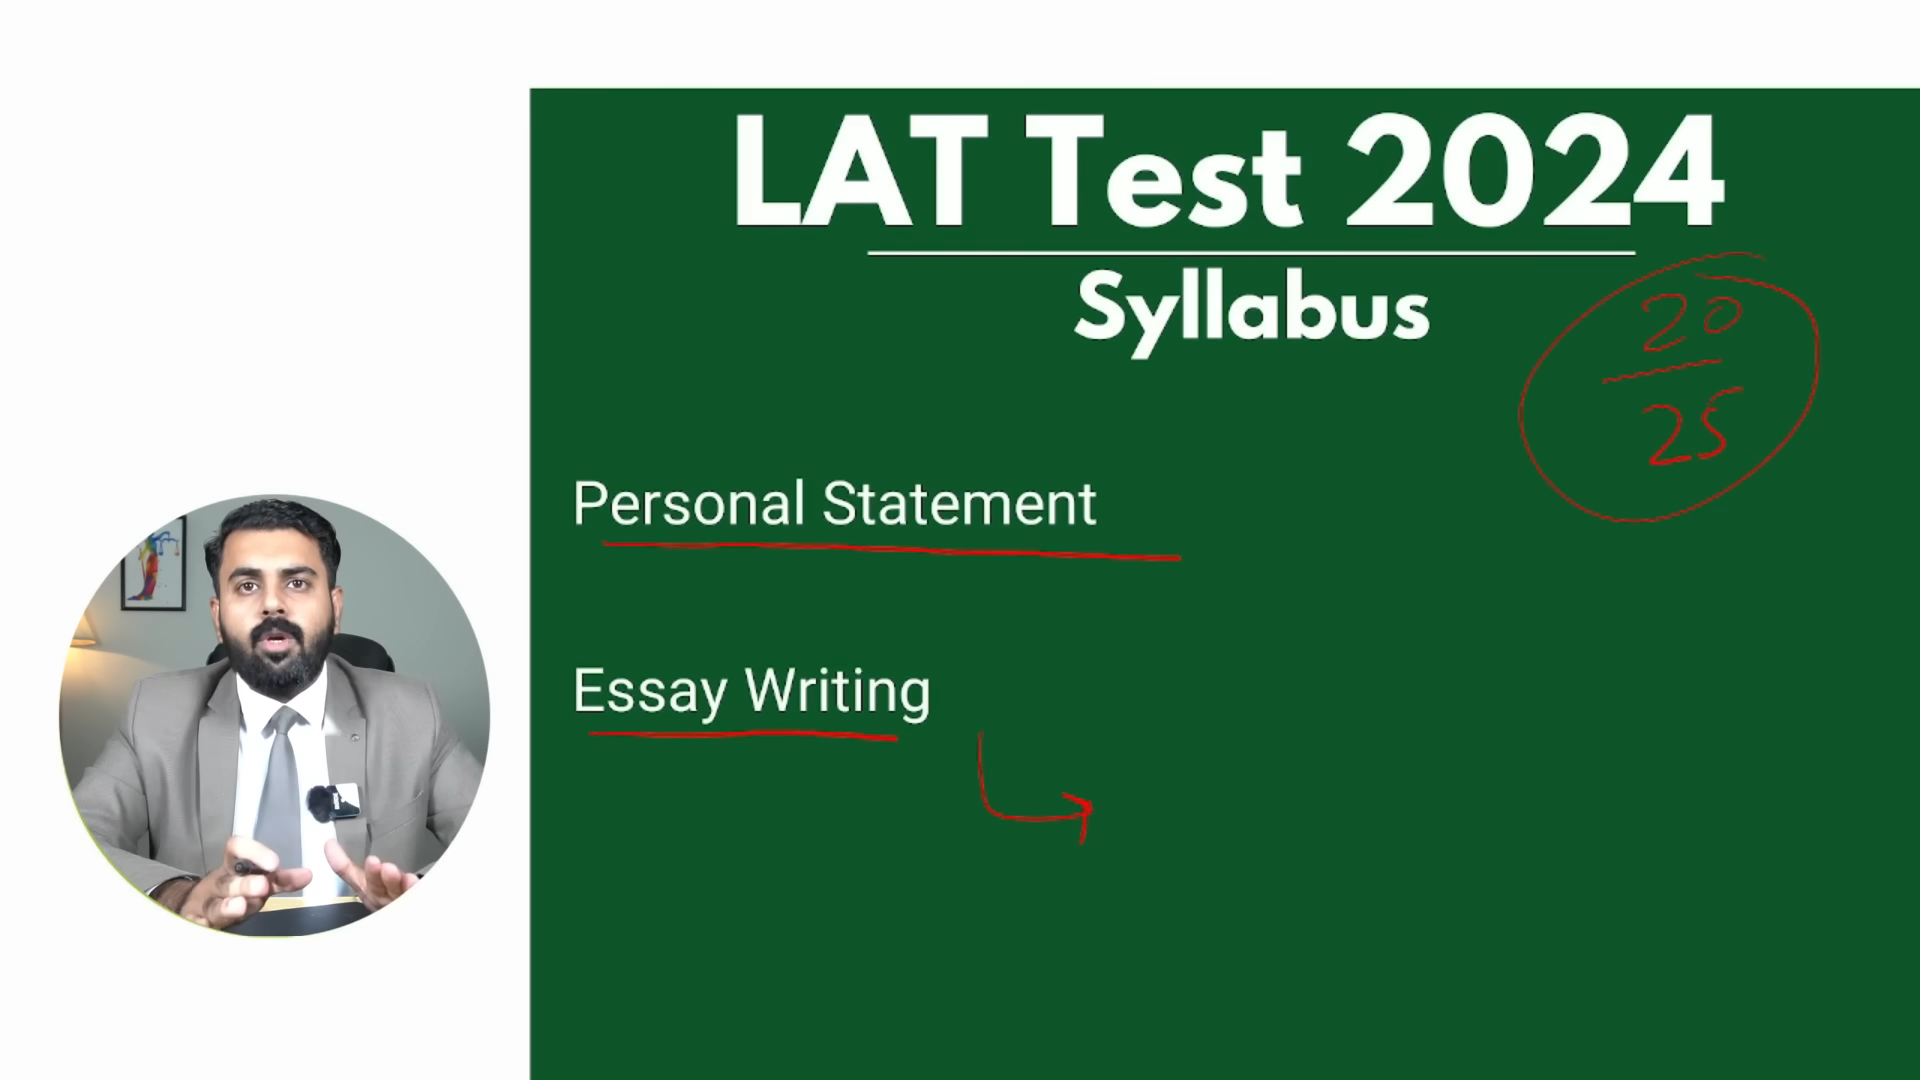 LAT Test 2024
Syllabus
20
25
Personal Statement
Essay Writing